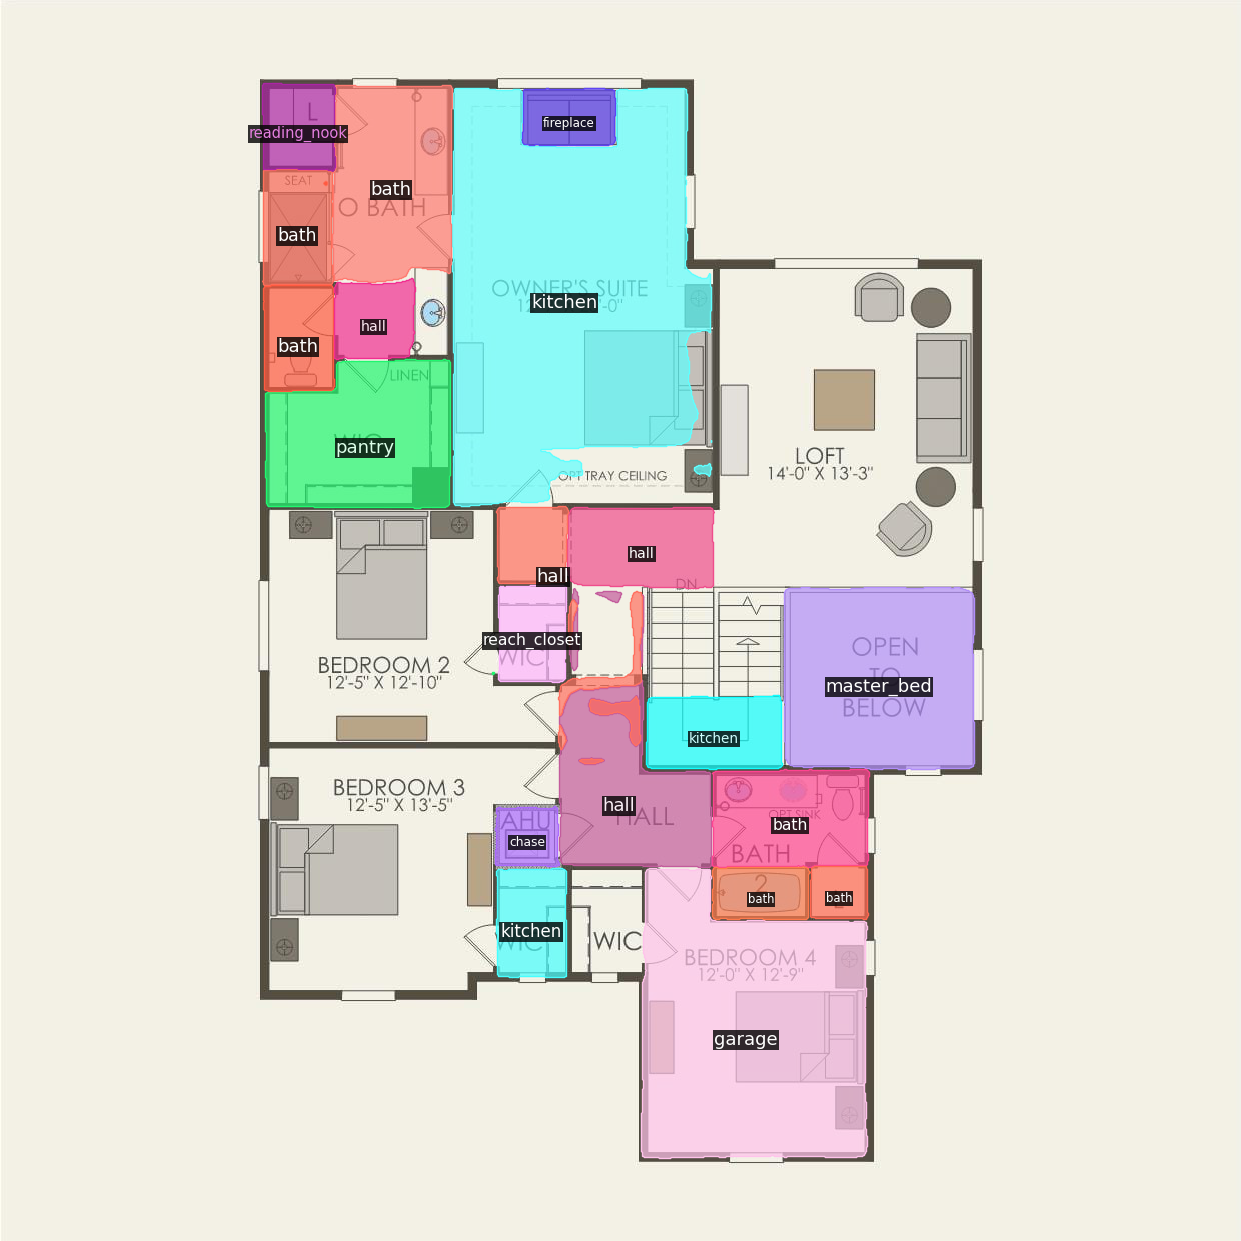 L
fireplace
reading_nook
SEAT
bath
O BATH
bath
OWNER'S SUITE
kitchen
hall
bath
LINEN
pantry
LOFT
14'-0" X 13'-3"
OPT TRAY CEILING
hall
hall
DN
reach_closet
WIC
OPEN
TO
BELOW
master_bed
BEDROOM 2
12'-5" X 12'-10"
kitchen
BEDROOM 3
12'-5" X 13'-5"
hall
HALL
AHU
chase
OPT SINK
bath
BATH
2
bath
bath
kitchen
WIC
WIC
BEDROOM 4
12'-0" X 12'-9"
garage